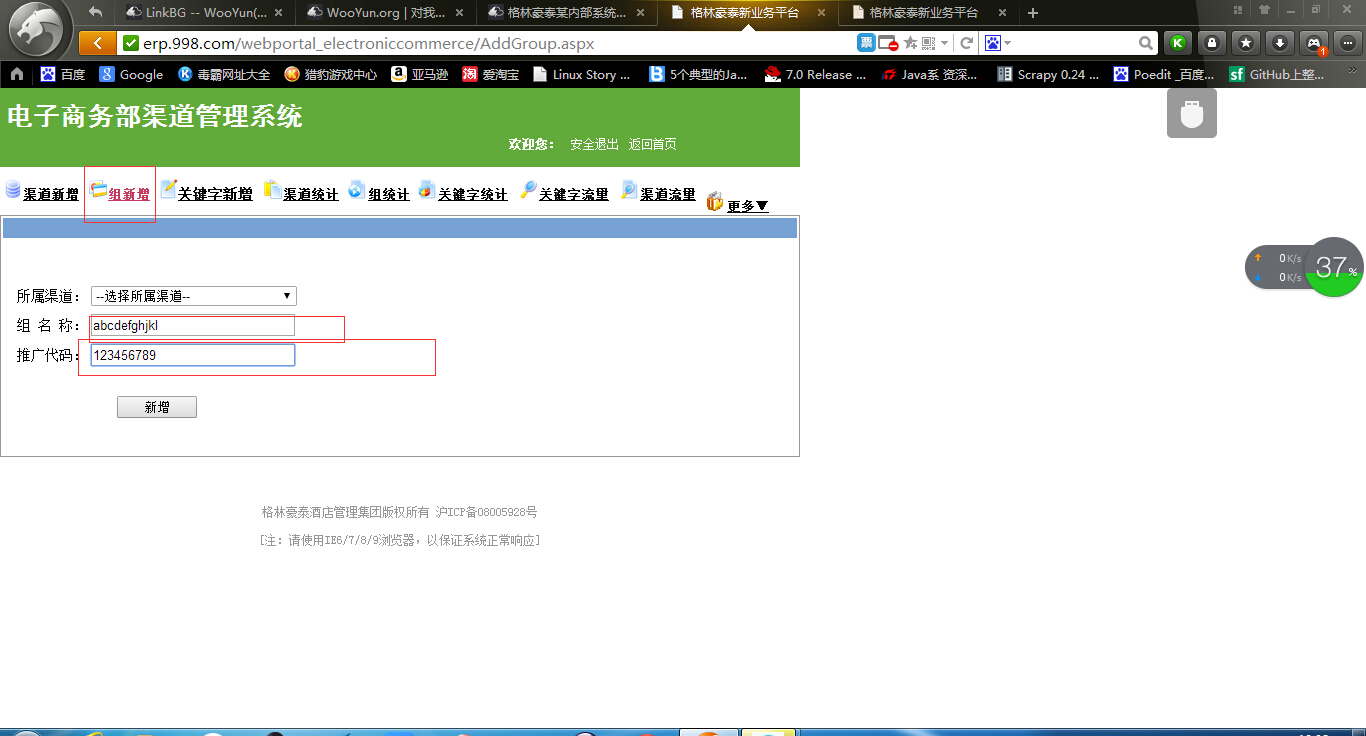 LinkBG -- WooYun(...
WooYun.org | 对我...
格林豪泰某内部系统...
格林豪泰新业务平台
格林豪泰新业务平台
erp.998.com/webportal_electroniccommerce/AddGroup.aspx
票
百度
Google
毒霸网址大全
猎豹游戏中心
亚马逊
爱淘宝
Linux Story ...
5个典型的Ja...
7.0 Release ...
Java系 资深...
Scrapy 0.24 ...
Poedit _百度...
GitHub上整...
电子商务部渠道管理系统
欢迎您： 安全退出 返回首页
渠道新增 组新增 关键字新增 渠道统计 组统计 关键字统计 关键字流量 渠道流量 更多▼
0K/s
0K/s
37%
所属渠道： --选择所属渠道--
组 名 称： abcdefghjkl
推广代码： 123456789
新增
格林豪泰酒店管理集团版权所有 沪ICP备08005928号
[注：请使用IE6/7/8/9浏览器，以保证系统正常响应]